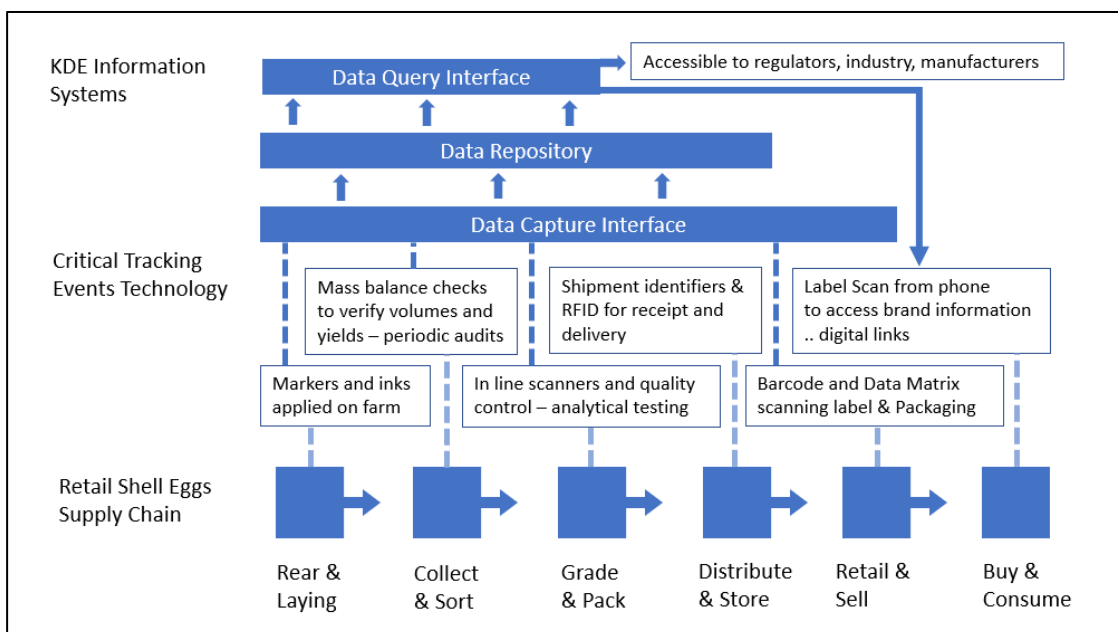 KDE Information
Systems
Data Query Interface
Accessible to regulators, industry, manufacturers
Data Repository
Data Capture Interface
Critical Tracking
Events Technology
Mass balance checks
to verify volumes and
yields – periodic audits
Shipment identifiers &
RFID for receipt and
delivery
Label Scan from phone
to access brand information
.. digital links
Markers and inks
applied on farm
In line scanners and quality
control – analytical testing
Barcode and Data Matrix
scanning label & Packaging
Retail Shell Eggs
Supply Chain
Rear &
Laying
Collect
& Sort
Grade
& Pack
Distribute
& Store
Retail &
Sell
Buy &
Consume